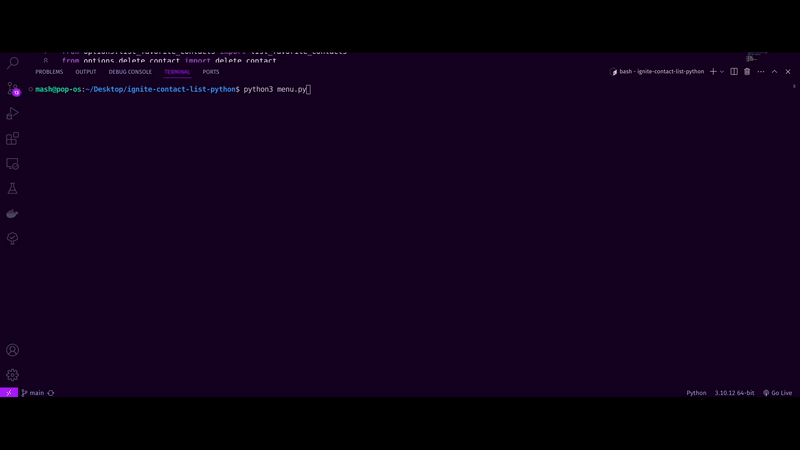 from options.list_favorite_contacts import list_favorite_contacts
8 from options.delete_contact import delete_contact
PROBLEMS OUTPUT DEBUG CONSOLE TERMINAL PORTS bash - ignite-contact-list-python
mash@pop-os:~/Desktop/ignite-contact-list-python$ python3 menu.py
main Python 3.10.12 64-bit Go Live